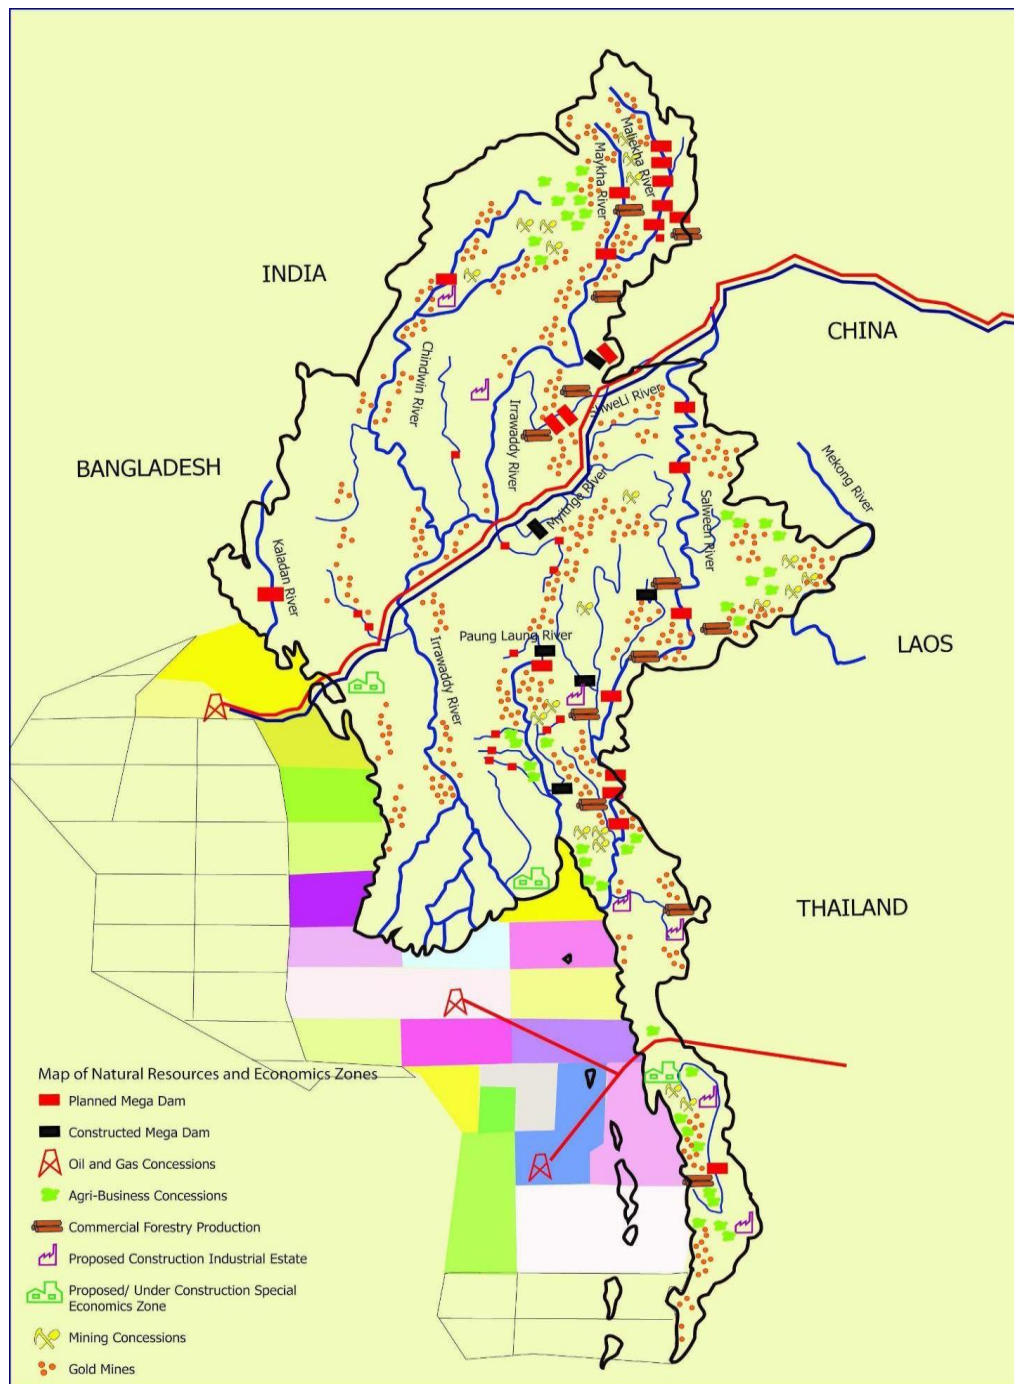 Maliekha River
Maykha River
INDIA
CHINA
Chindwin River
Irrawaddy River
ShweLi River
BANGLADESH
Mekong River
Myitnge River
Salween River
Kaladan River
Paung Laung River
Irrawaddy River
LAOS
THAILAND
Map of Natural Resources and Economics Zones
Planned Mega Dam
Constructed Mega Dam
Oil and Gas Concessions
Agri-Business Concessions
Commercial Forestry Production
Proposed Construction Industrial Estate
Proposed/ Under Construction Special
Economics Zone
Mining Concessions
Gold Mines